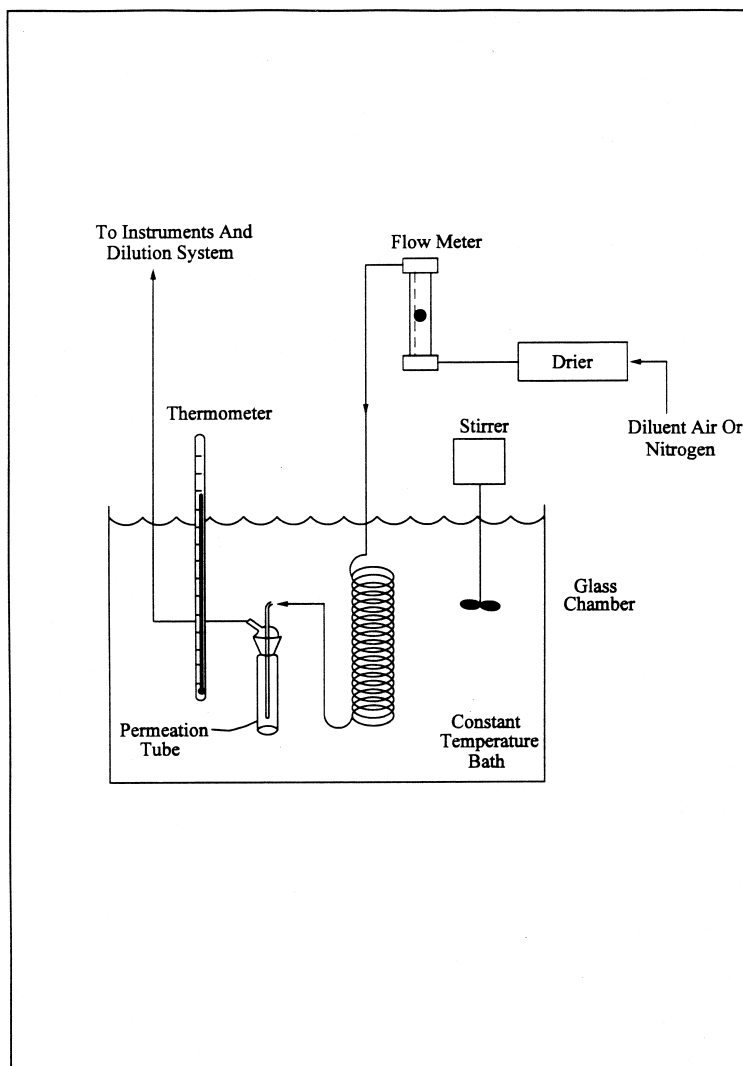 To Instruments And
Dilution System
Flow Meter
Drier
Thermometer
Stirrer
Diluent Air Or
Nitrogen
Glass
Chamber
Permeation
Tube
Constant
Temperature
Bath